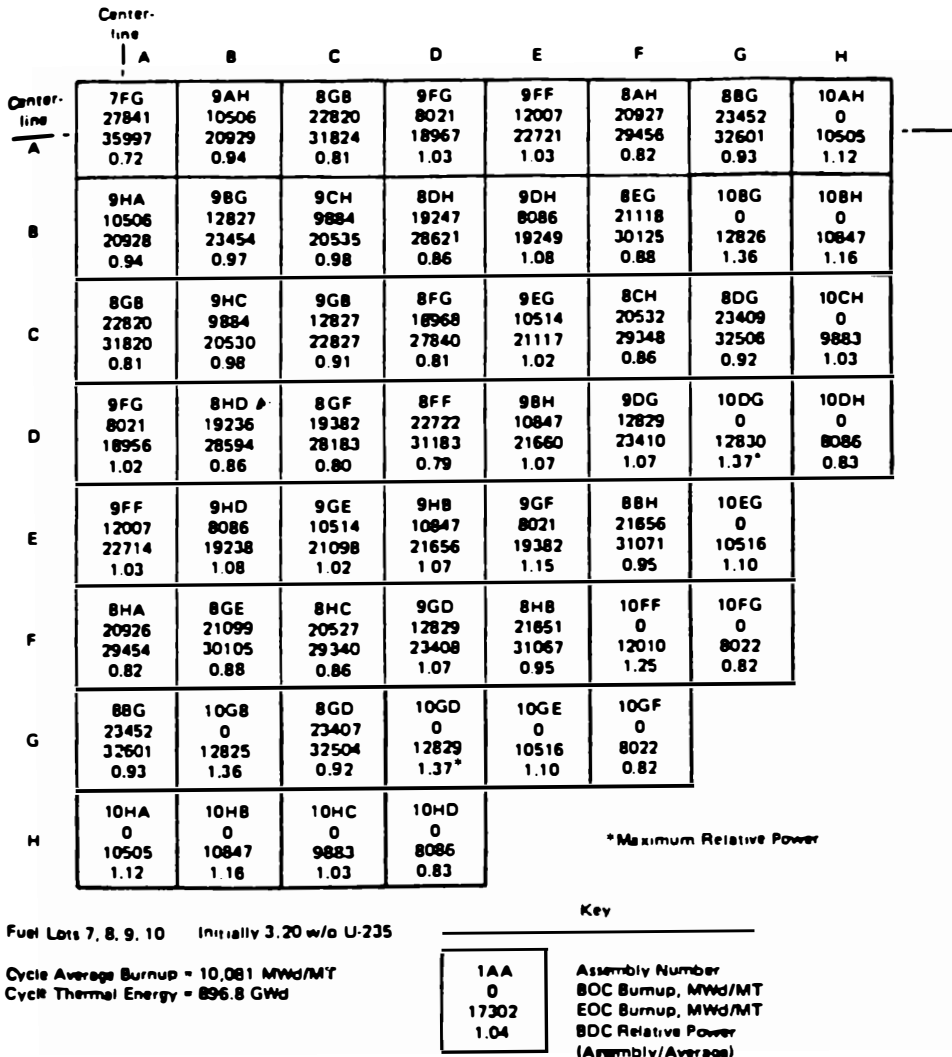 Center-
line
A B C D E F G H
Center-
line
A
7FG 9AH 8GB 9FG 9FF 8AH 8BG 10AH
27841 10506 22820 8021 12007 20927 23452 0
35997 20929 31824 18967 22721 29456 32601 10505
0.72 0.94 0.81 1.03 1.03 0.82 0.93 1.12
B
9HA 9BG 9CH 8DH 9DH 8EG 10BG 10BH
10506 12827 9884 19247 8086 21118 0 0
20928 23454 20535 28621 19249 30125 12826 10847
0.94 0.97 0.98 0.86 1.08 0.88 1.36 1.16
C
8GB 9HC 9GB 8FG 9EG 8CH 8DG 10CH
22820 9884 12827 18968 10514 20532 23409 0
31820 20530 22827 27840 21117 29348 32506 9883
0.81 0.98 0.91 0.81 1.02 0.86 0.92 1.03
D
9FG 8HD 8GF 8FF 9BH 9DG 10DG 10DH
8021 19236 19382 22722 10847 12829 0 0
18956 28594 28183 31183 21660 23410 12830 8086
1.02 0.86 0.80 0.79 1.07 1.07 1.37* 0.83
E
9FF 9HD 9GE 9HB 9GF 8BH 10EG
12007 8086 10514 10847 8021 21656 0
22714 19238 21098 21656 19382 31071 10516
1.03 1.08 1.02 1 07 1.15 0.95 1.10
F
8HA 8GE 8HC 9GD 8HB 10FF 10FG
20926 21099 20527 12829 21651 0 0
29454 30105 29340 23408 31067 12010 8022
0.82 0.88 0.86 1.07 0.95 1.25 0.82
G
8BG 10GB 8GD 10GD 10GE 10GF
23452 0 23407 0 0 0
32601 12825 32504 12829 10516 8022
0.93 1.36 0.92 1.37* 1.10 0.82
H
10HA 10HB 10HC 10HD
0 0 0 0
10505 10847 9883 8086
1.12 1.16 1.03 0.83
*Maximum Relative Power
Fuel Lots 7, 8, 9, 10 Initially 3.20 w/o U-235
Cycle Average Burnup = 10,081 MWd/MT
Cycle Thermal Energy = 896.8 GWd
Key
1AA Assembly Number
0 BOC Burnup, MWd/MT
17302 EOC Burnup, MWd/MT
1.04 BDC Relative Power
(Assembly/Average)